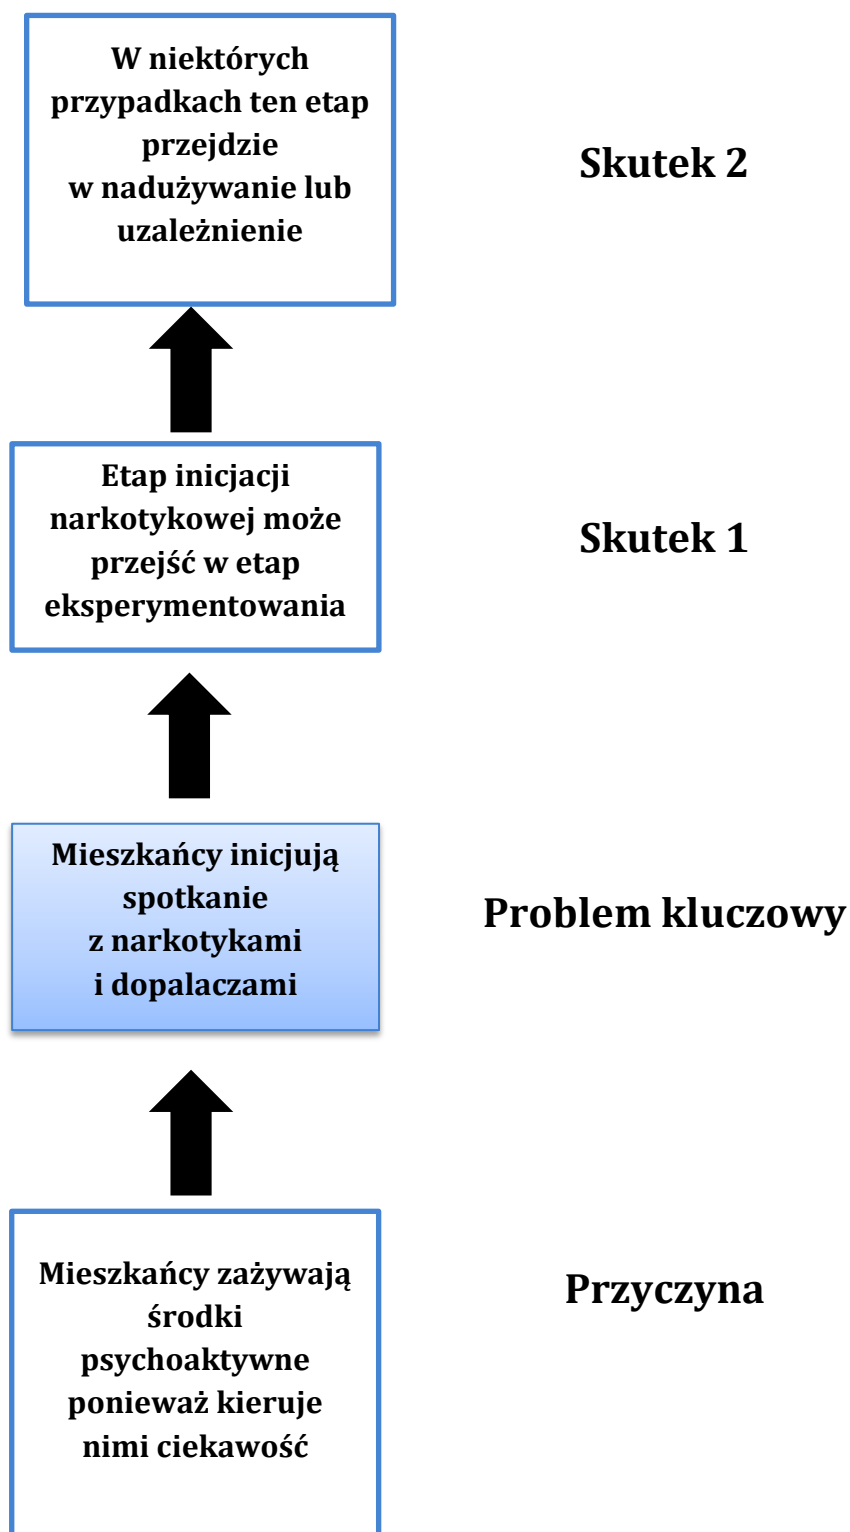 W niektórych
przypadkach ten etap
przejdzie
w nadużywanie lub
uzależnienie
Skutek 2
Etap inicjacji
narkotykowej może
przejść w etap
eksperymentowania
Skutek 1
Mieszkańcy inicjują
spotkanie
z narkotykami
i dopalaczami
Problem kluczowy
Mieszkańcy zażywają
środki
psychoaktywne
ponieważ kieruje
nimi ciekawość
Przyczyna